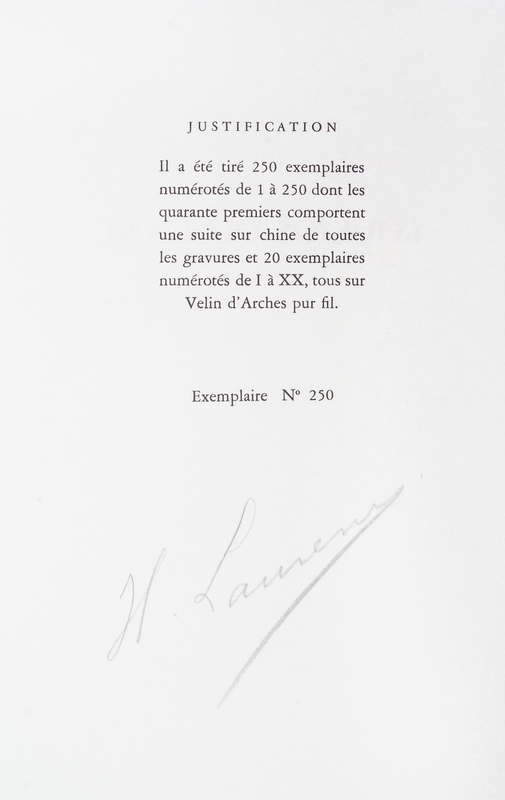 JUSTIFICATION
Il a été tiré 250 exemplaires
numérotés de 1 à 250 dont les
quarante premiers comportent
une suite sur chine de toutes
les gravures et 20 exemplaires
numérotés de I à XX, tous sur
Velin d’Arches pur fil.
Exemplaire Nº 250
H. Laurens